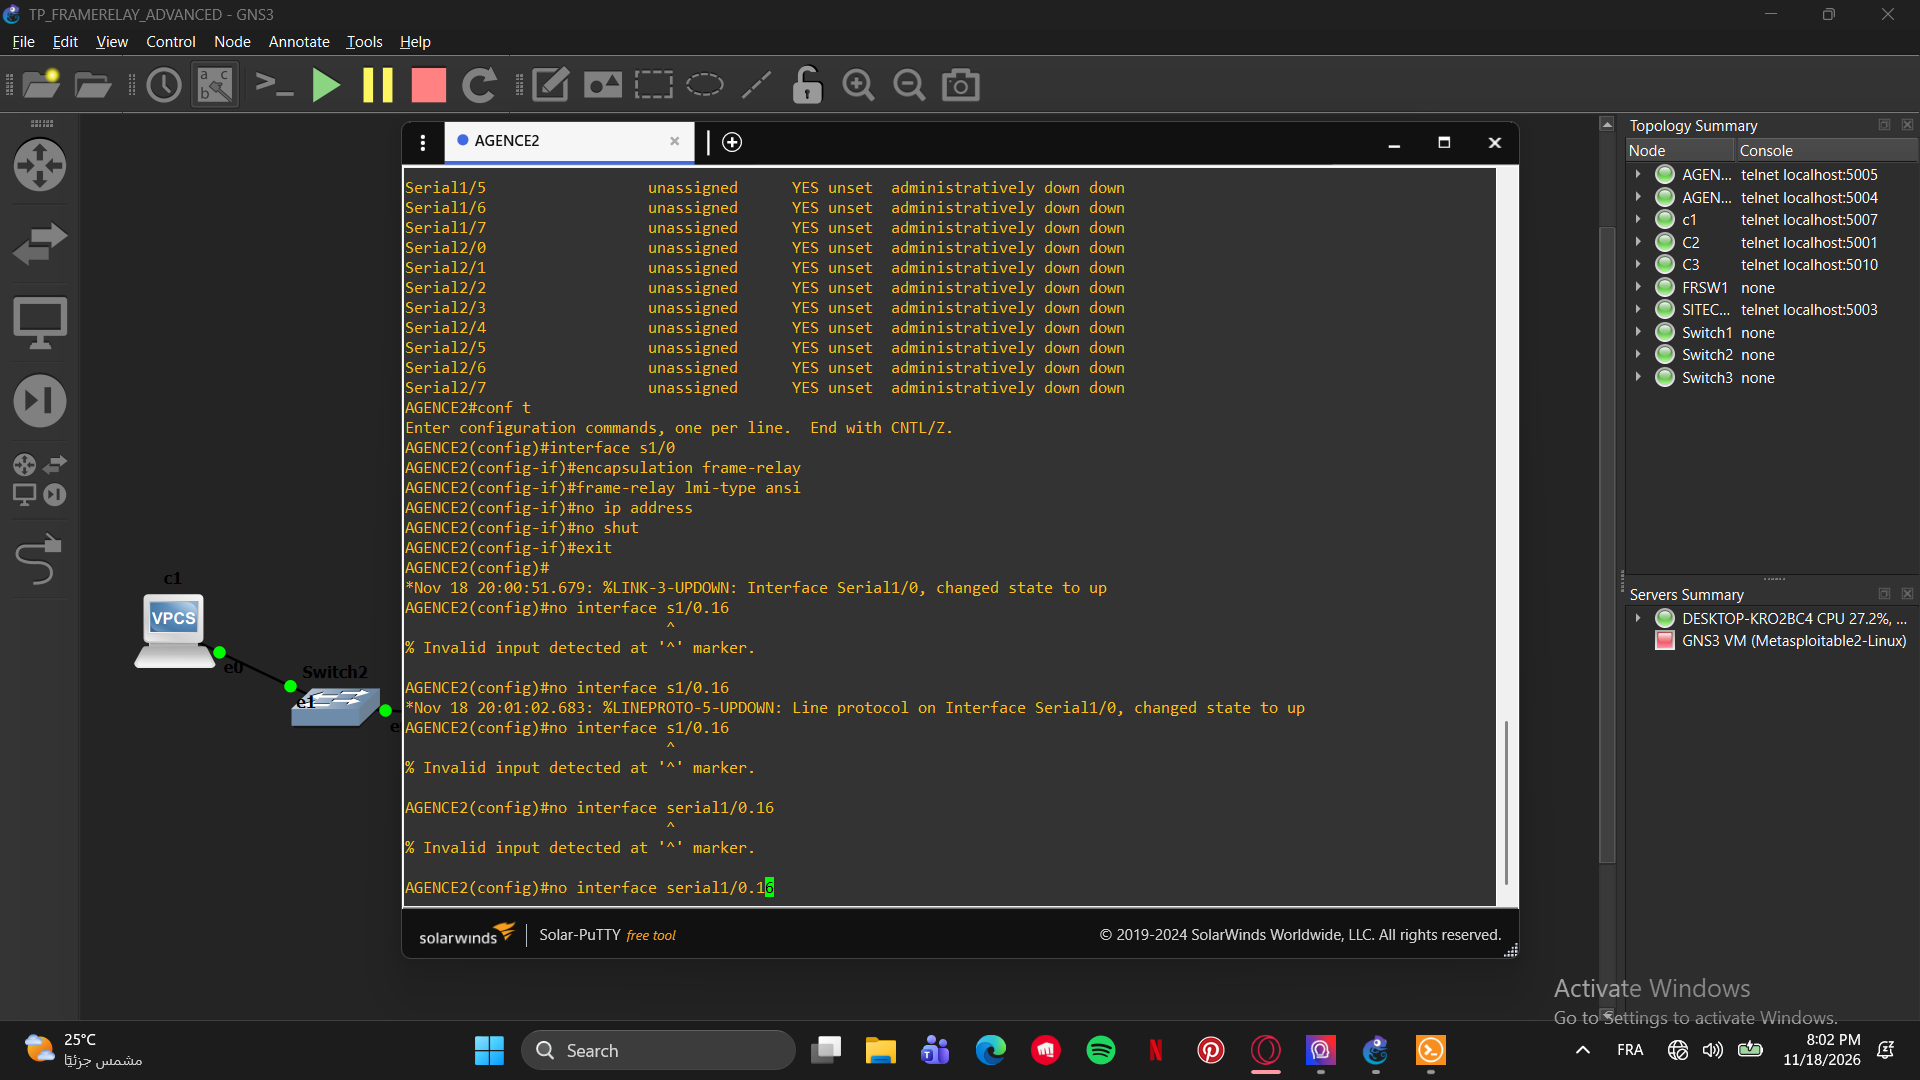 TP_FRAMERELAY_ADVANCED - GNS3
File Edit View Control Node Annotate Tools Help
AGENCE2
Serial1/5 unassigned YES unset administratively down down
Serial1/6 unassigned YES unset administratively down down
Serial1/7 unassigned YES unset administratively down down
Serial2/0 unassigned YES unset administratively down down
Serial2/1 unassigned YES unset administratively down down
Serial2/2 unassigned YES unset administratively down down
Serial2/3 unassigned YES unset administratively down down
Serial2/4 unassigned YES unset administratively down down
Serial2/5 unassigned YES unset administratively down down
Serial2/6 unassigned YES unset administratively down down
Serial2/7 unassigned YES unset administratively down down
AGENCE2#conf t
Enter configuration commands, one per line. End with CNTL/Z.
AGENCE2(config)#interface s1/0
AGENCE2(config-if)#encapsulation frame-relay
AGENCE2(config-if)#frame-relay lmi-type ansi
AGENCE2(config-if)#no ip address
AGENCE2(config-if)#no shut
AGENCE2(config-if)#exit
AGENCE2(config)#
*Nov 18 20:00:51.679: %LINK-3-UPDOWN: Interface Serial1/0, changed state to up
AGENCE2(config)#no interface s1/0.16
^
% Invalid input detected at '^' marker.
AGENCE2(config)#no interface s1/0.16
*Nov 18 20:01:02.683: %LINEPROTO-5-UPDOWN: Line protocol on Interface Serial1/0, changed state to up
AGENCE2(config)#no interface s1/0.16
^
% Invalid input detected at '^' marker.
AGENCE2(config)#no interface serial1/0.16
^
% Invalid input detected at '^' marker.
AGENCE2(config)#no interface serial1/0.16
solarwinds Solar-PuTTY free tool
© 2019-2024 SolarWinds Worldwide, LLC. All rights reserved.
c1
VPCS
e0
Switch2
e1
e
Topology Summary
Node Console
AGEN... telnet localhost:5005
AGEN... telnet localhost:5004
c1 telnet localhost:5007
C2 telnet localhost:5001
C3 telnet localhost:5010
FRSW1 none
SITEC... telnet localhost:5003
Switch1 none
Switch2 none
Switch3 none
Servers Summary
DESKTOP-KRO2BC4 CPU 27.2%, ...
GNS3 VM (Metasploitable2-Linux)
Activate Windows
Go to Settings to activate Windows.
25°C
مشمس جزئيًا
Search
FRA
8:02 PM
11/18/2026